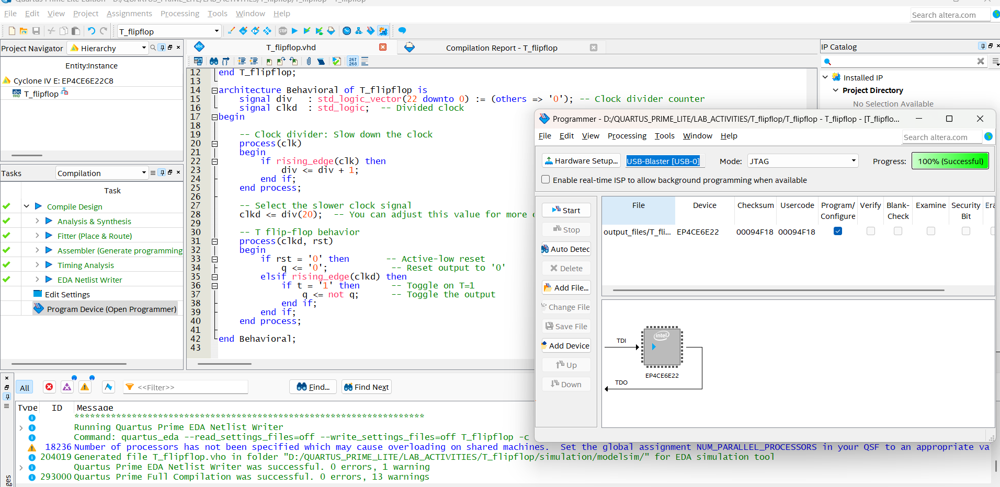 File Edit View Project Assignments Processing Tools Window Help
Search altera.com
T_flipflop
Project Navigator Hierarchy
Entity:Instance
Cyclone IV E: EP4CE6E22C8
T_flipflop
Tasks Compilation
Task
Compile Design
Analysis & Synthesis
Fitter (Place & Route)
Assembler (Generate programming
Timing Analysis
EDA Netlist Writer
Edit Settings
Program Device (Open Programmer)
T_flipflop.vhd
Compilation Report - T_flipflop
267
268
12 end T_flipflop;
13
14 architecture Behavioral of T_flipflop is
15 signal div : std_logic_vector(22 downto 0) := (others => '0'); -- Clock divider counter
16 signal clkd : std_logic; -- Divided clock
17 begin
18
19 -- Clock divider: Slow down the clock
20 process(clk)
21 begin
22 if rising_edge(clk) then
23 div <= div + 1;
24 end if;
25 end process;
26
27 -- Select the slower clock signal
28 clkd <= div(20); -- You can adjust this value for more
29
30 -- T flip-flop behavior
31 process(clkd, rst)
32 begin
33 if rst = '0' then -- Active-low reset
34 q <= '0'; -- Reset output to '0'
35 elsif rising_edge(clkd) then
36 if t = '1' then -- Toggle on T=1
37 q <= not q; -- Toggle the output
38 end if;
39 end if;
40 end process;
41
42 end Behavioral;
43
IP Catalog
Installed IP
Project Directory
No Selection Available
Programmer - D:/QUARTUS_PRIME_LITE/LAB_ACTIVITIES/T_flipflop/T_flipflop - T_flipflop - [T_flipflo...
File Edit View Processing Tools Window Help
Search altera.com
Hardware Setup... USB-Blaster [USB-0] Mode: JTAG Progress: 100% (Successful)
Enable real-time ISP to allow background programming when available
Start
Stop
Auto Detec
Delete
Add File...
Change File
Save File
Add Device
Up
Down
File Device Checksum Usercode Program/ Verify Blank- Examine Security Era
Configure Check Bit
output_files/T_fli... EP4CE6E22 00094F18 00094F18
TDI
intel
EP4CE6E22
TDO
All <<Filter>> Find... Find Next
Type ID Message
*******************************************************************
Running Quartus Prime EDA Netlist Writer
Command: quartus_eda --read_settings_files=off --write_settings_files=off T_flipflop -c
18236 Number of processors has not been specified which may cause overloading on shared machines. Set the global assignment NUM_PARALLEL_PROCESSORS in your QSF to an appropriate va
204019 Generated file T_flipflop.vho in folder "D:/QUARTUS_PRIME_LITE/LAB_ACTIVITIES/T_flipflop/simulation/modelsim/" for EDA simulation tool
Quartus Prime EDA Netlist Writer was successful. 0 errors, 1 warning
293000 Quartus Prime Full Compilation was successful. 0 errors, 13 warnings